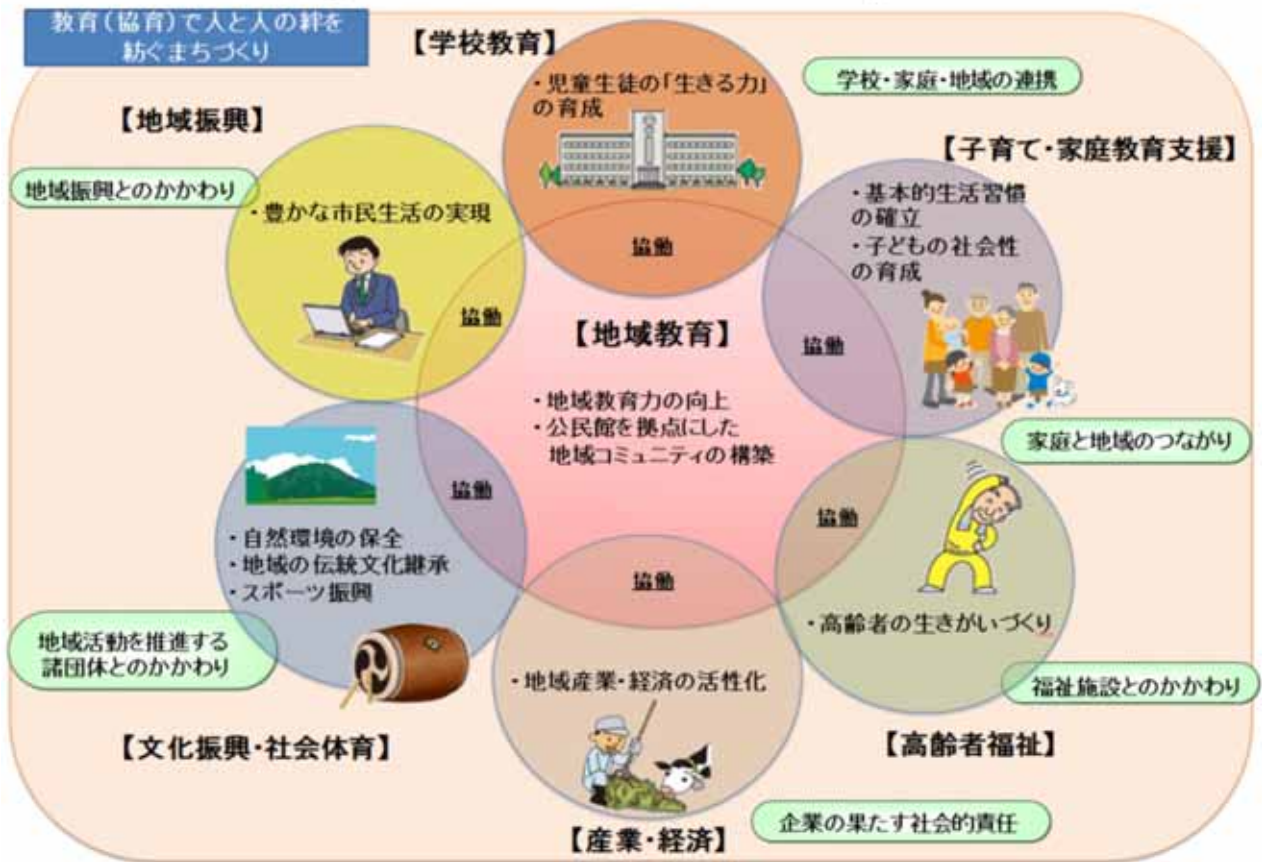 教育(協育)で人と人の絆を
紡ぐまちづくり
【学校教育】
・児童生徒の「生きる力」
の育成
協働
学校・家庭・地域の連携
【地域振興】
地域振興とのかかわり
・豊かな市民生活の実現
協働
【子育て・家庭教育支援】
・基本的生活習慣
の確立
・子どもの社会性
の育成
協働
家庭と地域のつながり
【地域教育】
・地域教育力の向上
・公民館を拠点にした
地域コミュニティの構築
協働
・自然環境の保全
・地域の伝統文化継承
・スポーツ振興
地域活動を推進する
諸団体とのかかわり
【文化振興・社会体育】
協働
・地域産業・経済の活性化
【産業・経済】
企業の果たす社会的責任
協働
・高齢者の生きがいづくり
福祉施設とのかかわり
【高齢者福祉】